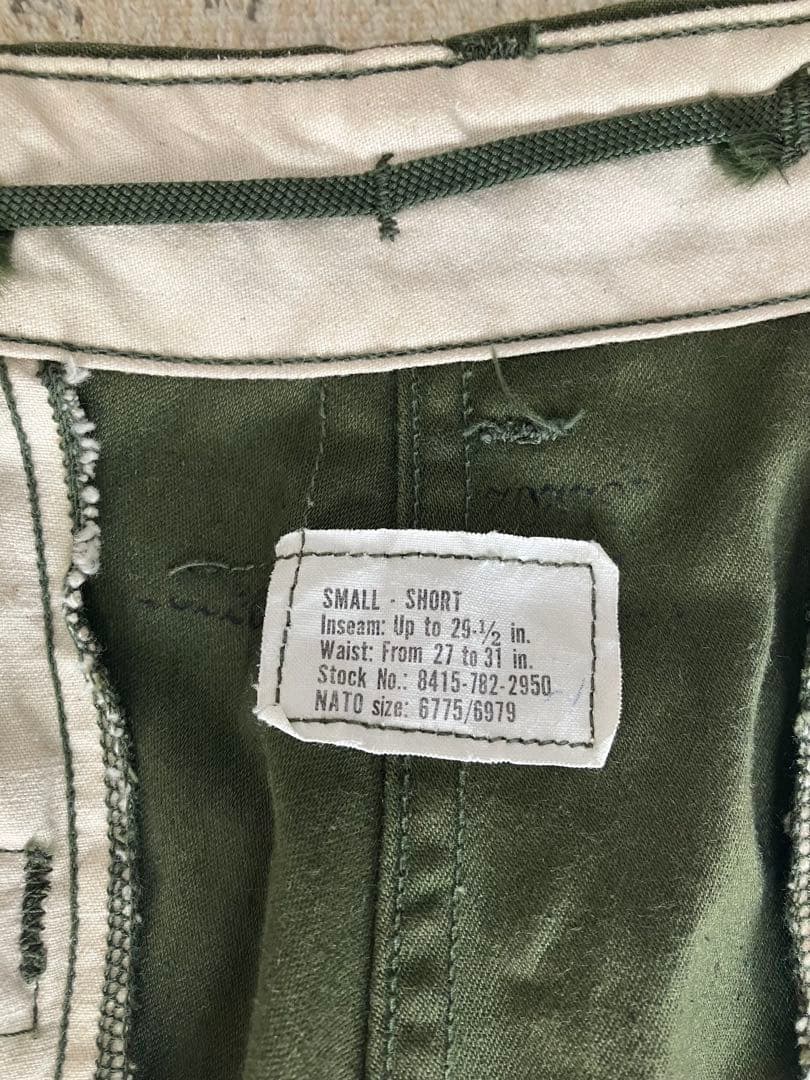 SMALL - SHORT
Inseam: Up to 29-1/2 in.
Waist: From 27 to 31 in.
Stock No.: 8415-782-2950
NATO size: 6775/6979